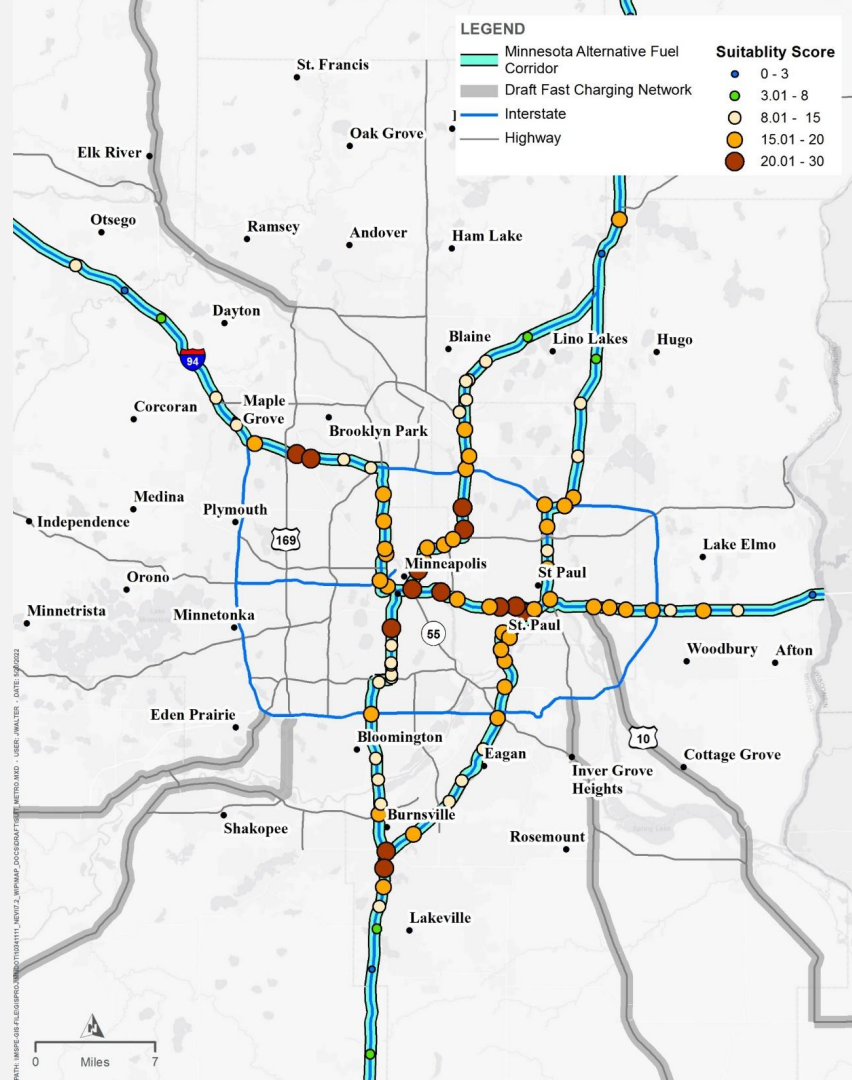 LEGEND
Minnesota Alternative Fuel
Corridor
Draft Fast Charging Network
Interstate
Highway
Suitablity Score
0 - 3
3.01 - 8
8.01 - 15
15.01 - 20
20.01 - 30
St. Francis
Oak Grove
Elk River
Otsego
Ramsey
Andover
Ham Lake
Dayton
Blaine
Lino Lakes
Hugo
94
Corcoran
Maple
Grove
Brooklyn Park
Medina
Plymouth
Independence
169
Lake Elmo
Minneapolis
St Paul
Orono
Minnetrista
Minnetonka
St. Paul
55
Woodbury
Afton
Eden Prairie
Bloomington
10
Eagan
Cottage Grove
Inver Grove
Heights
Burnsville
Shakopee
Rosemount
Lakeville
N
0 Miles 7